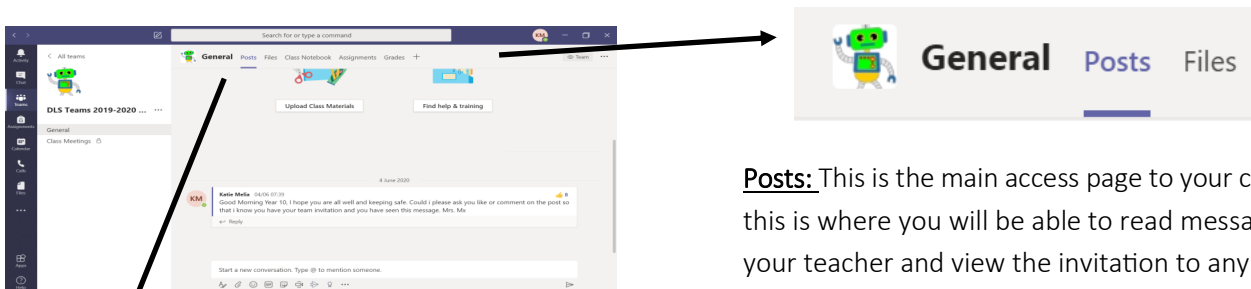 Search for or type a command
KM
Activity
Chat
Teams
Assignments
Calendar
Calls
Files
Apps
Help
All teams
DLS Teams 2019-2020 ...
General
Class Meetings
General Posts Files Class Notebook Assignments Grades +
Team
Upload Class Materials
Find help & training
4 June 2020
KM
Katie Melia 04/06 07:39
8
Good Morning Year 10, I hope you are all well and keeping safe. Could i please ask you like or comment on the post so
that i know you have your team invitation and you have seen this message. Mrs. Mx
Reply
Start a new conversation. Type @ to mention someone.
General Posts Files
Posts: This is the main access page to your c
this is where you will be able to read messa
your teacher and view the invitation to any